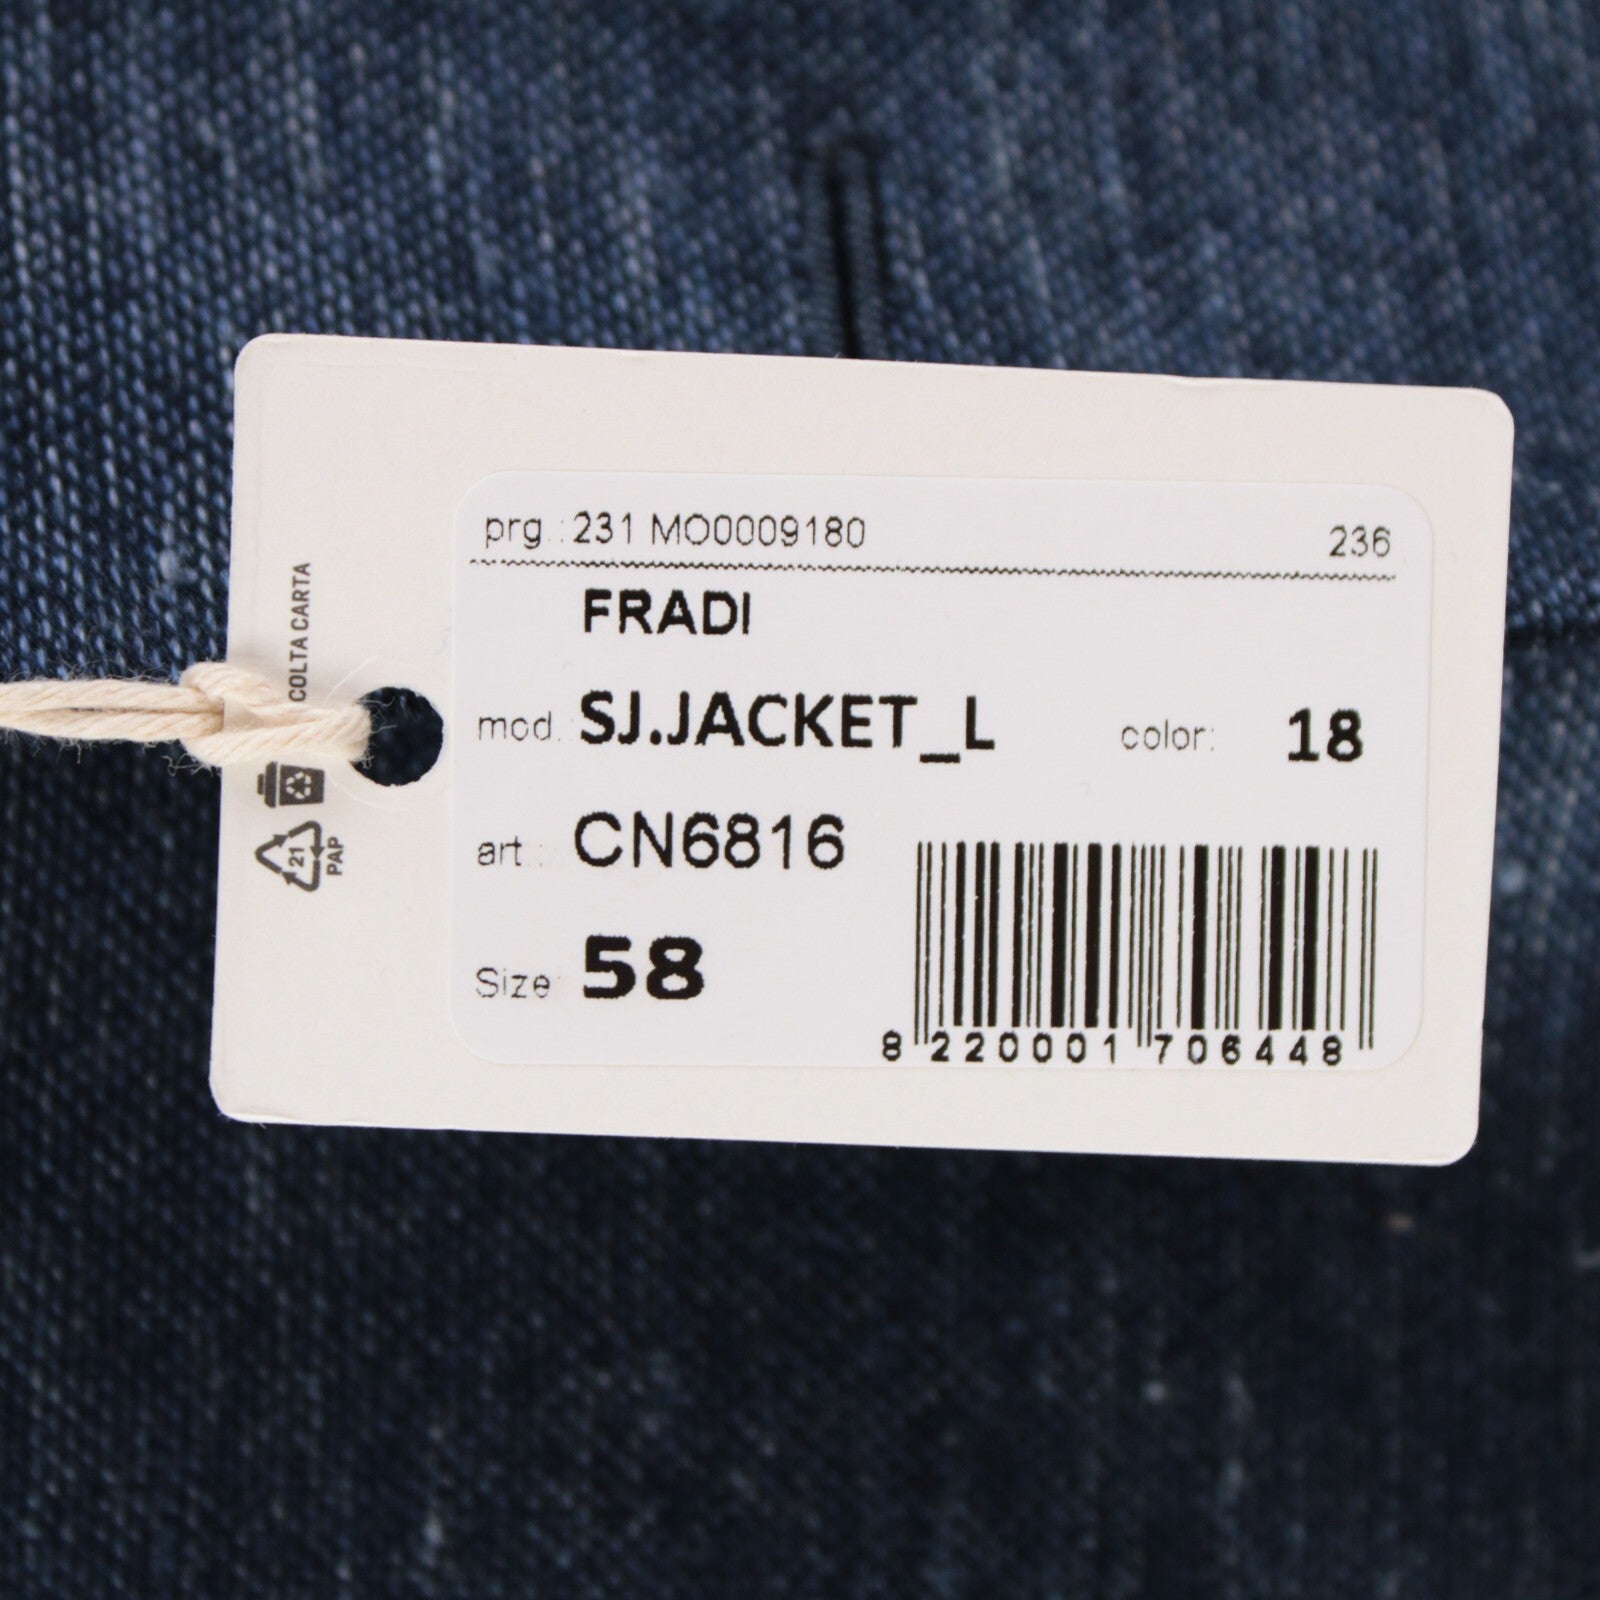 prg.: 231 MO0009180 236
FRADI
mod.: SJ.JACKET_L color: 18
art.: CN6816
Size: 58
8 220001 706448
COLTA CARTA
21
PAP